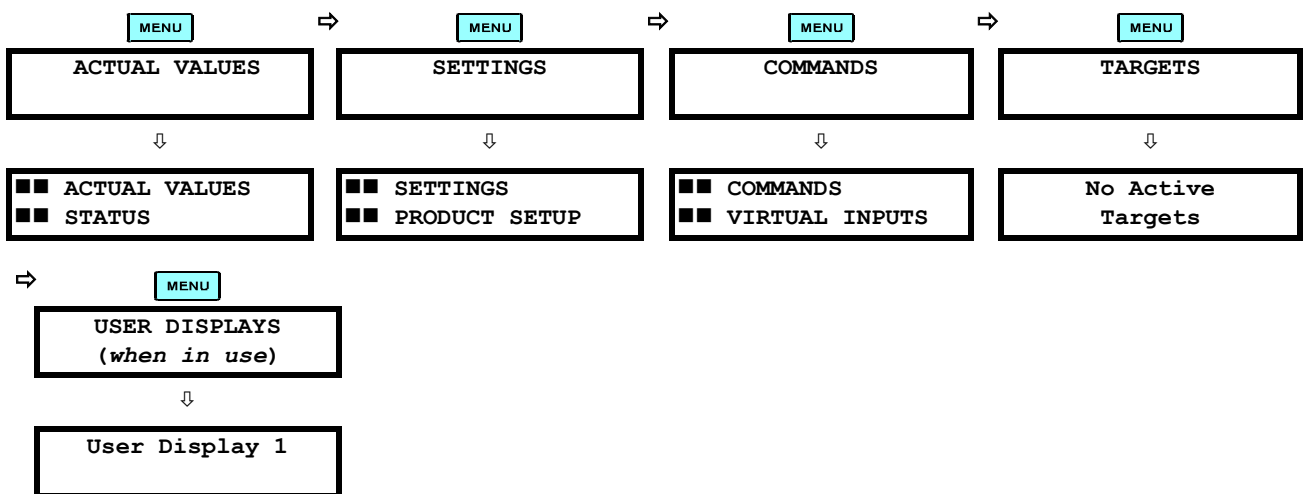 ⇨ MENU ⇨ MENU ⇨ MENU ⇨ MENU
ACTUAL VALUES
SETTINGS
COMMANDS
TARGETS
⇩ ⇩ ⇩ ⇩
■■ ACTUAL VALUES
■■ STATUS
■■ SETTINGS
■■ PRODUCT SETUP
■■ COMMANDS
■■ VIRTUAL INPUTS
No Active
Targets
⇨ MENU
USER DISPLAYS
(when in use)
⇩
User Display 1